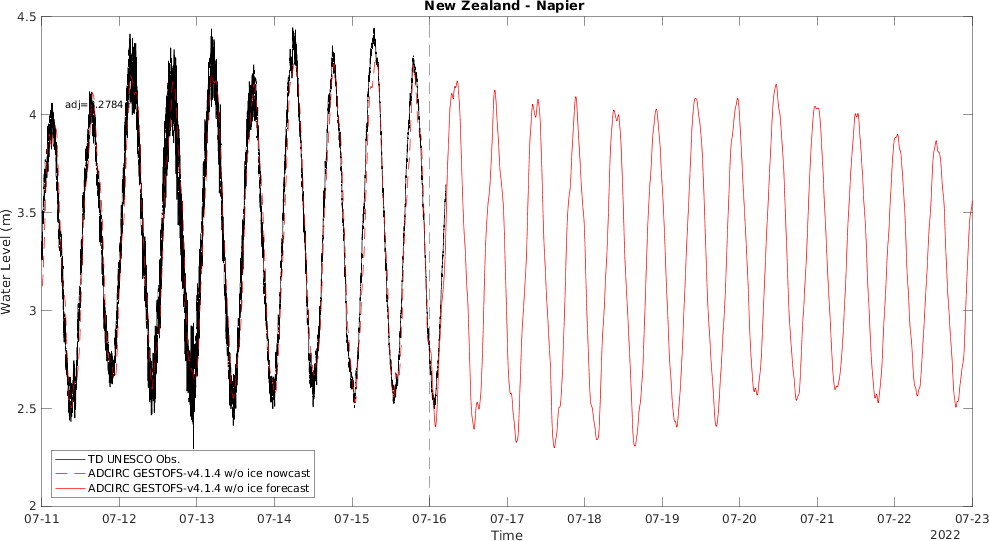 New Zealand - Napier
4.5
4
3.5
3
2.5
2
Water Level (m)
TD UNESCO Obs.
ADCIRC GESTOFS-v4.1.4 w/o ice nowcast
ADCIRC GESTOFS-v4.1.4 w/o ice forecast
07-11 07-12 07-13 07-14 07-15 07-16 07-17 07-18 07-19 07-20 07-21 07-22 07-23
Time
2022